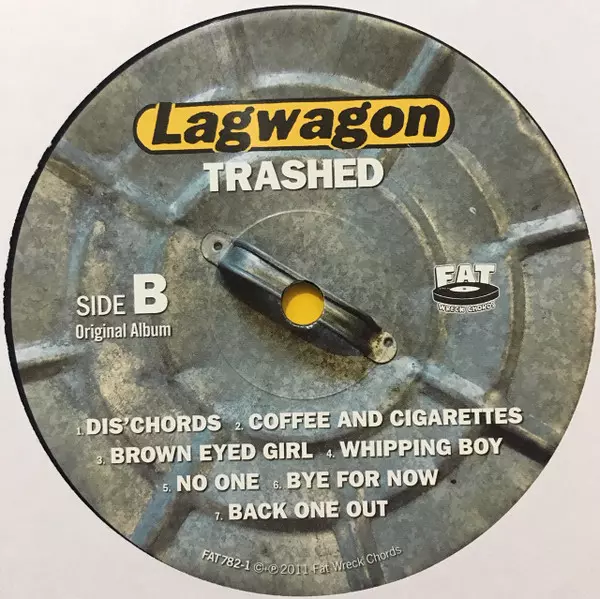 Lagwagon
TRASHED
FAT
WRECK CHORDS
SIDE B
Original Album
1. DIS'CHORDS 2. COFFEE AND CIGARETTES
3. BROWN EYED GIRL 4. WHIPPING BOY
5. NO ONE 6. BYE FOR NOW
7. BACK ONE OUT
FAT782-1 ©+℗ 2011 Fat Wreck Chords